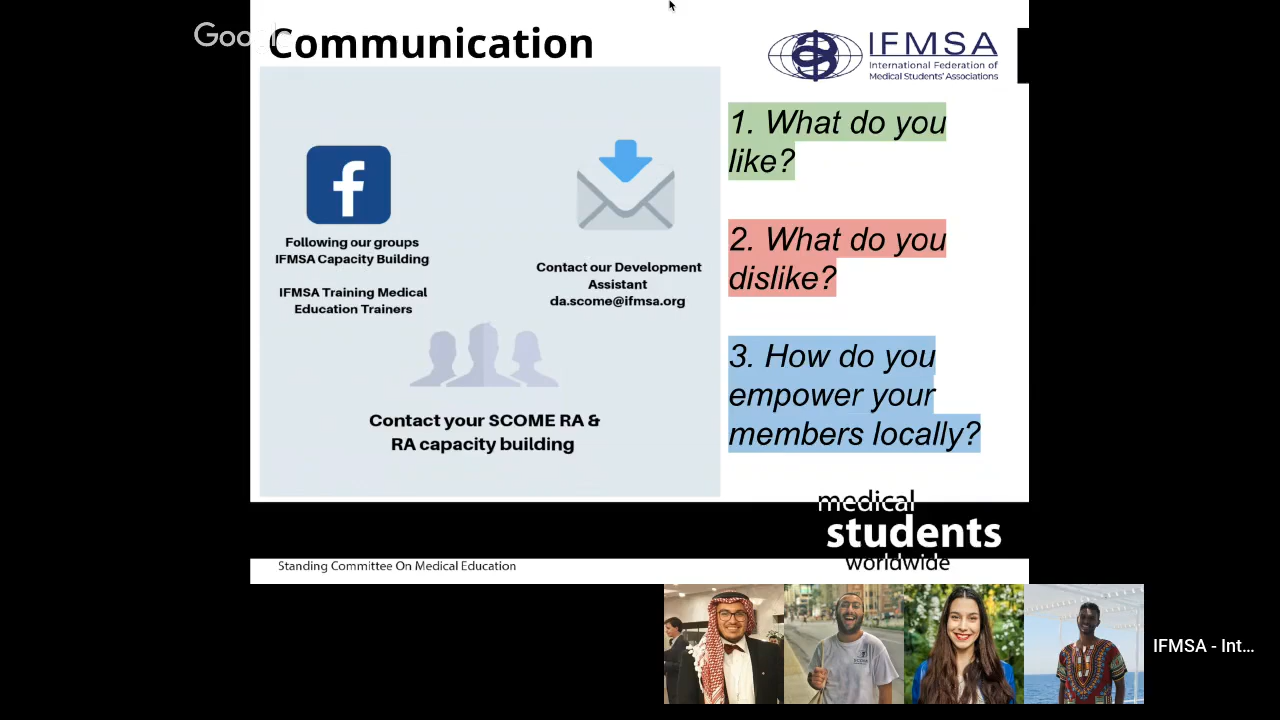 Google
Communication
IFMSA
International Federation of
Medical Students' Associations
Following our groups
IFMSA Capacity Building
IFMSA Training Medical
Education Trainers
Contact our Development
Assistant
da.scome@ifmsa.org
Contact your SCOME RA &
RA capacity building
1. What do you
like?
2. What do you
dislike?
3. How do you
empower your
members locally?
medical
students
worldwide
Standing Committee On Medical Education
SCOME
IFMSA - Int...